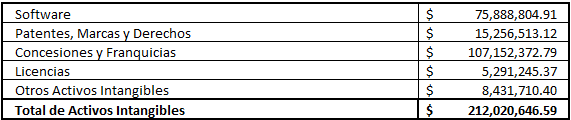 Software $ 75,888,804.91
Patentes, Marcas y Derechos $ 15,256,513.12
Concesiones y Franquicias $ 107,152,372.79
Licencias $ 5,291,245.37
Otros Activos Intangibles $ 8,431,710.40
Total de Activos Intangibles $ 212,020,646.59